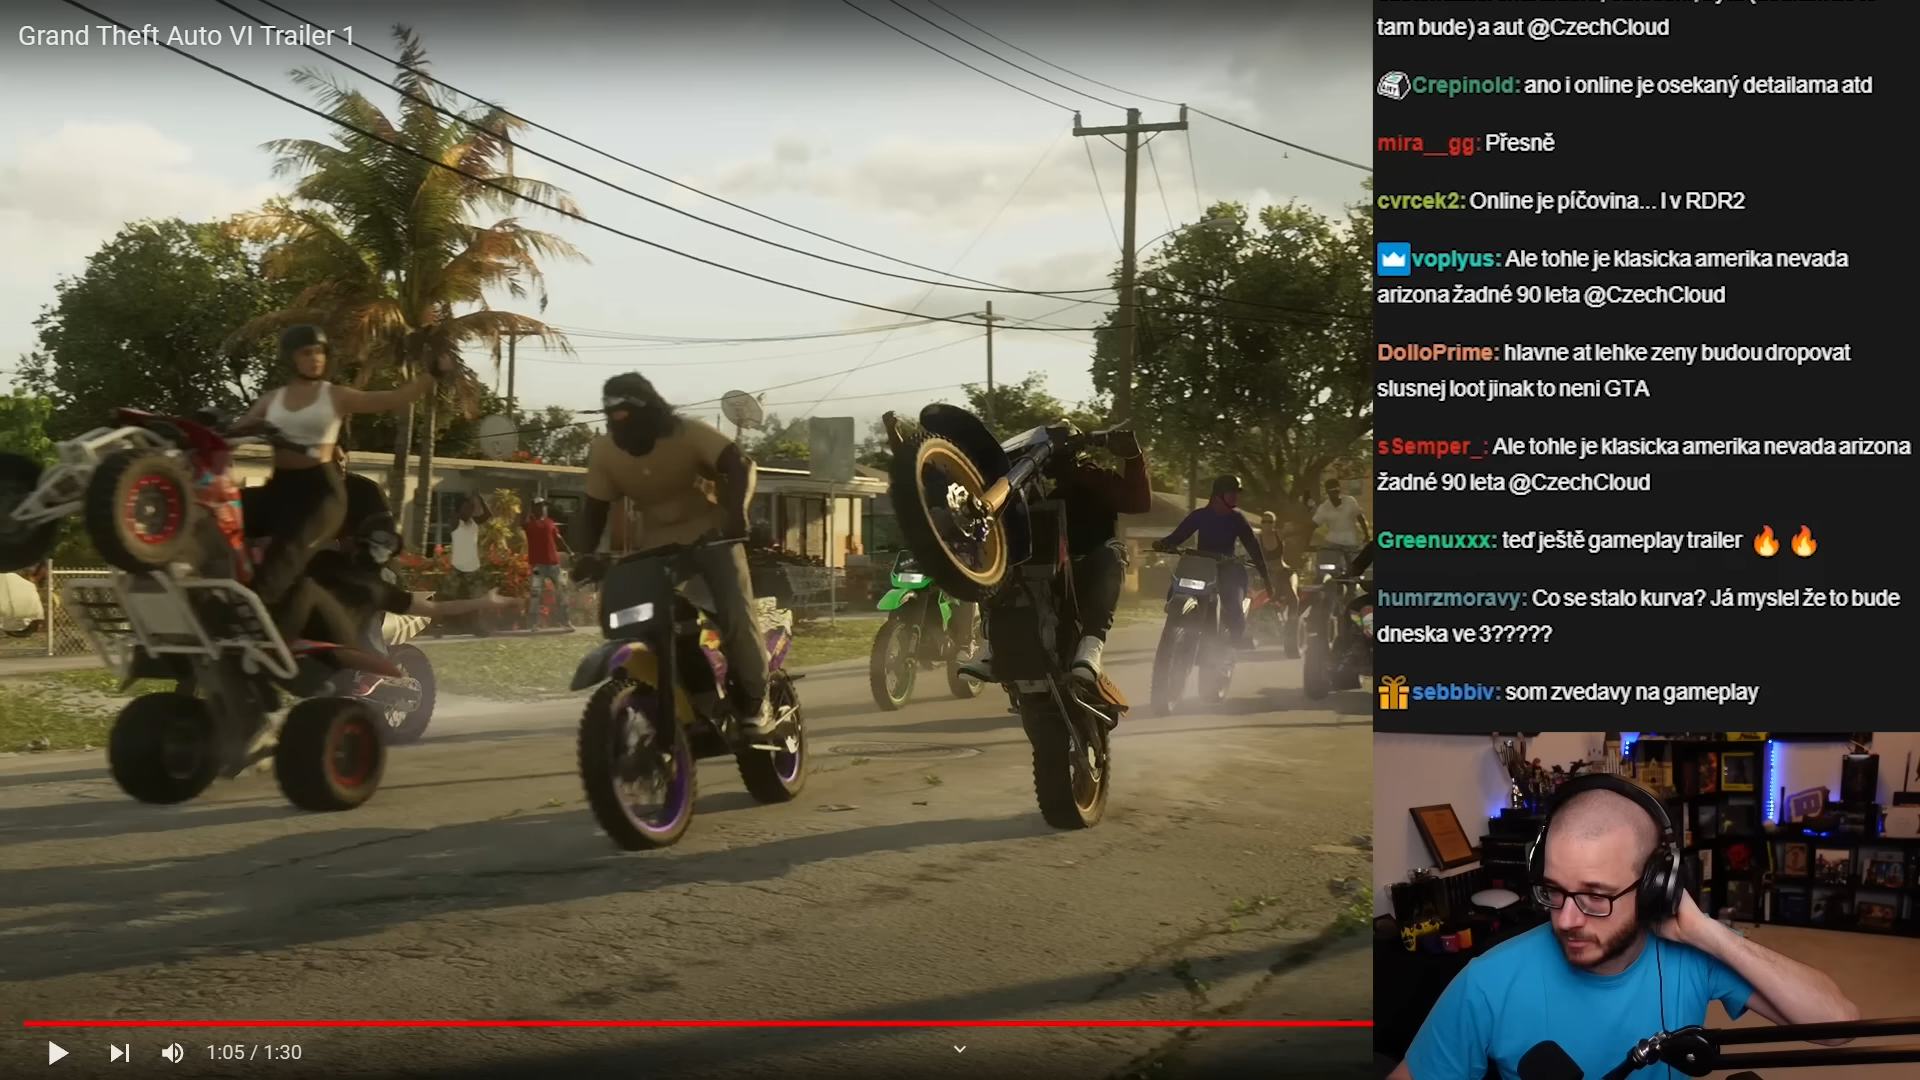 Grand Theft Auto VI Trailer 1
tam bude) a aut @CzechCloud
Crepinold: ano i online je osekaný detailama atd
mira__gg: Přesně
cvrcek2: Online je píčovina... I v RDR2
voplyus: Ale tohle je klasicka amerika nevada
arizona žadné 90 leta @CzechCloud
DolloPrime: hlavne at lehke zeny budou dropovat
slusnej loot jinak to neni GTA
sSemper_: Ale tohle je klasicka amerika nevada arizona
žadné 90 leta @CzechCloud
Greenuxxx: teď ještě gameplay trailer 🔥 🔥
humrzmoravy: Co se stalo kurva? Já myslel že to bude
dneska ve 3?????
sebbbiv: som zvedavy na gameplay
1:05 / 1:30